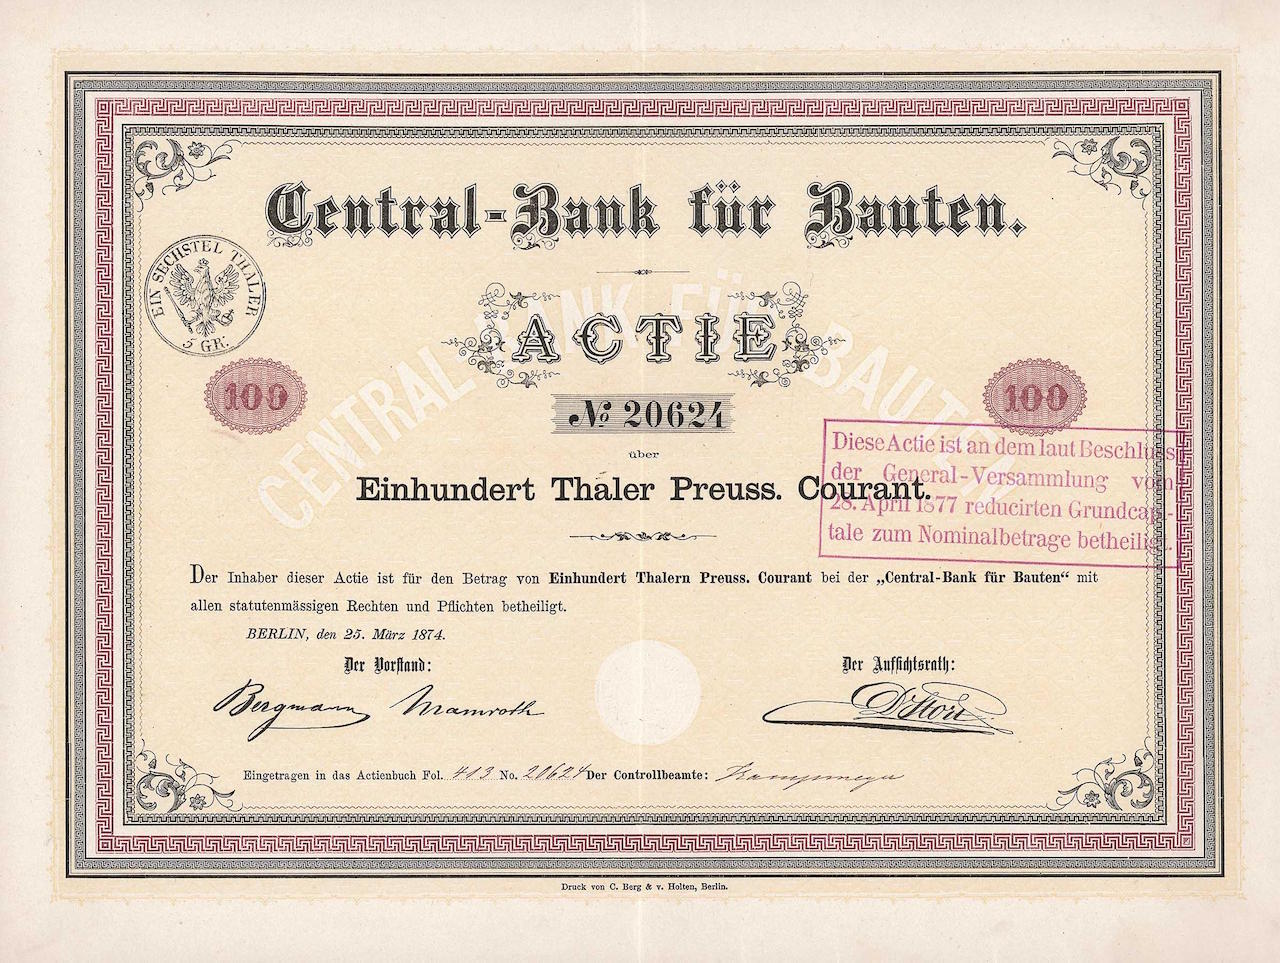 Central-Bank für Bauten.
EIN SECHSTEL THALER
5 GR.
CENTRAL BANK FÜR BAUTEN
ACTIE
100
№ 20624
100
über
Einhundert Thaler Preuss. Courant.
Diese Actie ist an dem laut Beschluss
der General-Versammlung vom
28. April 1877 reducirten Grundcapi-
tale zum Nominalbetrage betheiligt.
Der Inhaber dieser Actie ist für den Betrag von Einhundert Thalern Preuss. Courant bei der „Central-Bank für Bauten“ mit
allen statutenmässigen Rechten und Pflichten betheiligt.
BERLIN, den 25. März 1874.
Der Vorstand:
Der Aufsichtsrath:
Bergmann Mamroth
Eingetragen in das Actienbuch Fol. 413 No. 20624 Der Controllbeamte:
Druck von C. Berg & v. Holten, Berlin.